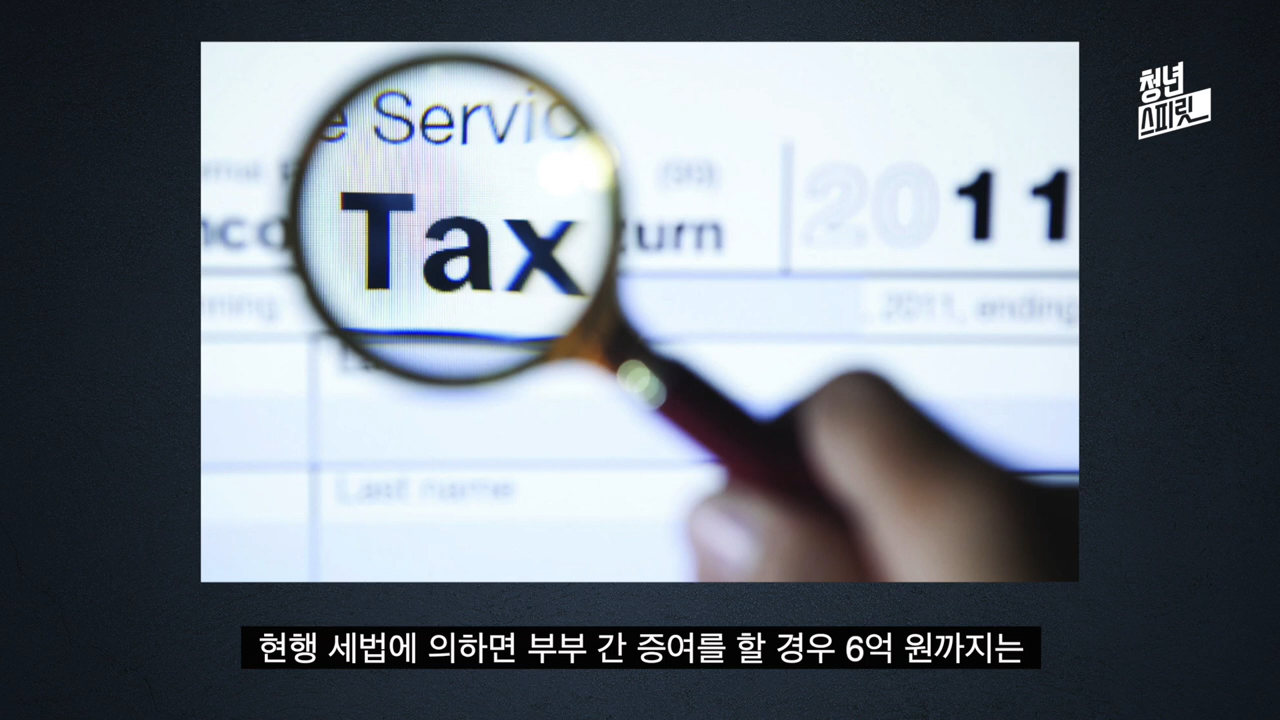 청년
스피릿
e Servic
Tax
turn
2011
2011, ending
Last name
현행 세법에 의하면 부부 간 증여를 할 경우 6억 원까지는